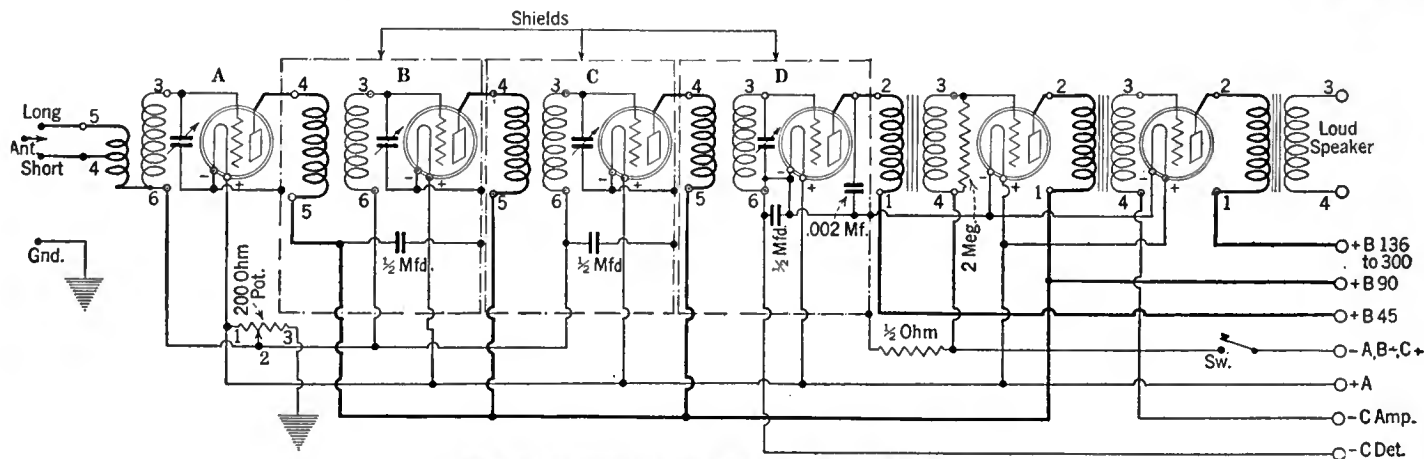 Shields
A
B
C
D
3
4
3
4
3
4
3
2
3
2
3
2
3
Long
5
Ant.
Short
4
Loud
Speaker
6
5
6
5
6
5
6
1
4
1
4
1
4
- +
- +
- +
- +
- +
- +
Gnd.
200 Ohm
Pot.
1 2 3
½ Mfd.
½ Mfd
½ Mfd.
.002 Mf.
2 Meg.
½ Ohm
Sw.
+B 136
to 300
+B 90
+B 45
-A,B-,C+
+A
-C Amp.
-C Det.